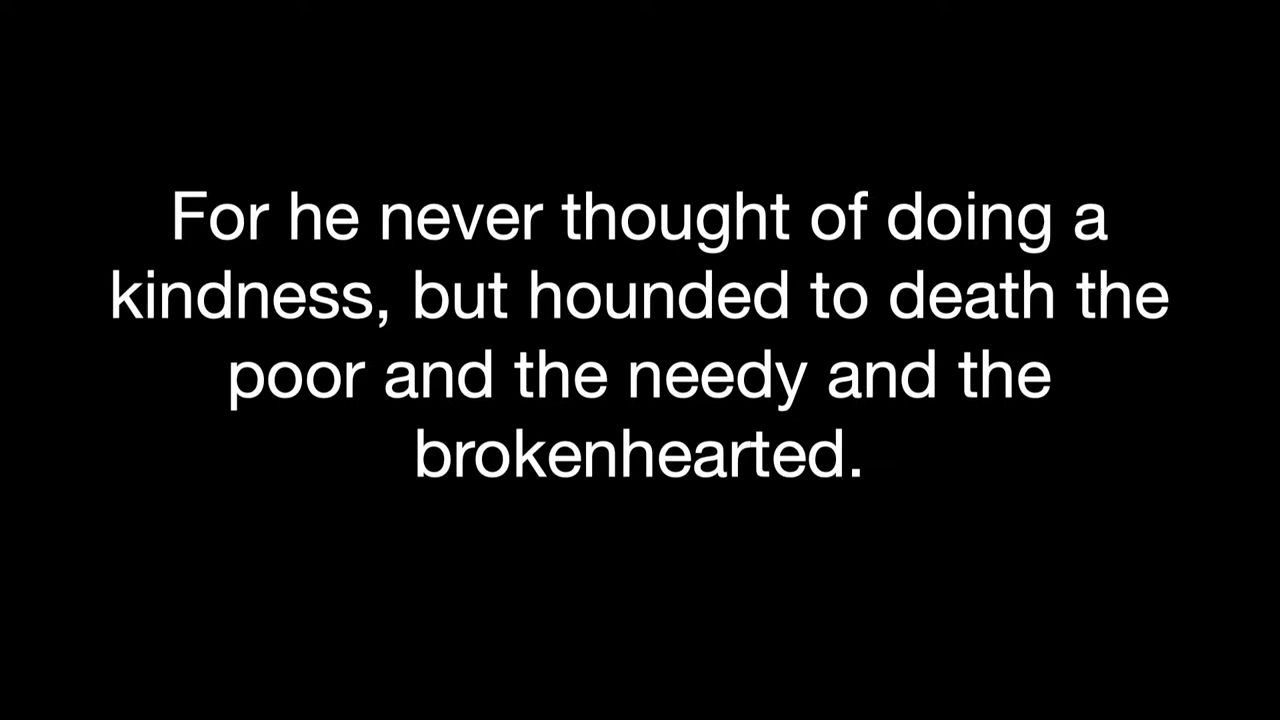 For he never thought of doing a
kindness, but hounded to death the
poor and the needy and the
brokenhearted.